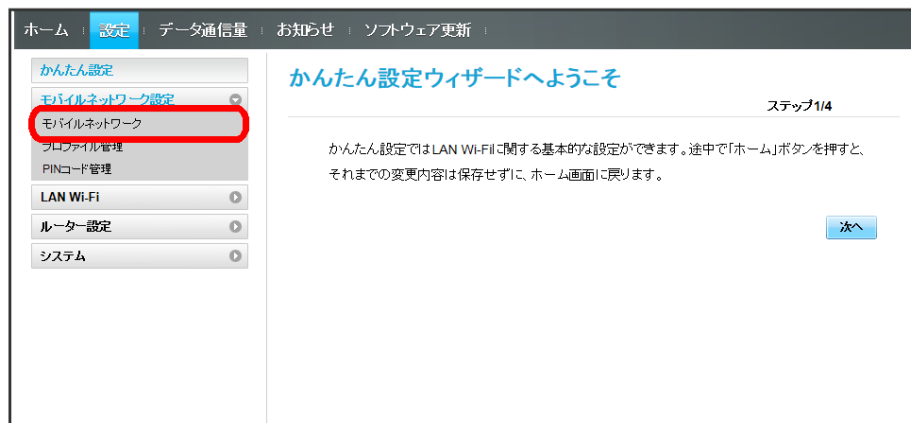 ホーム 設定 データ通信量 お知らせ ソフトウェア更新
かんたん設定
モバイルネットワーク設定
モバイルネットワーク
プロファイル管理
PINコード管理
LAN Wi-Fi
ルーター設定
システム
かんたん設定ウィザードへようこそ
ステップ1/4
かんたん設定ではLAN Wi-Fiに関する基本的な設定ができます。途中で「ホーム」ボタンを押すと、
それまでの変更内容は保存せずに、ホーム画面に戻ります。
次へ